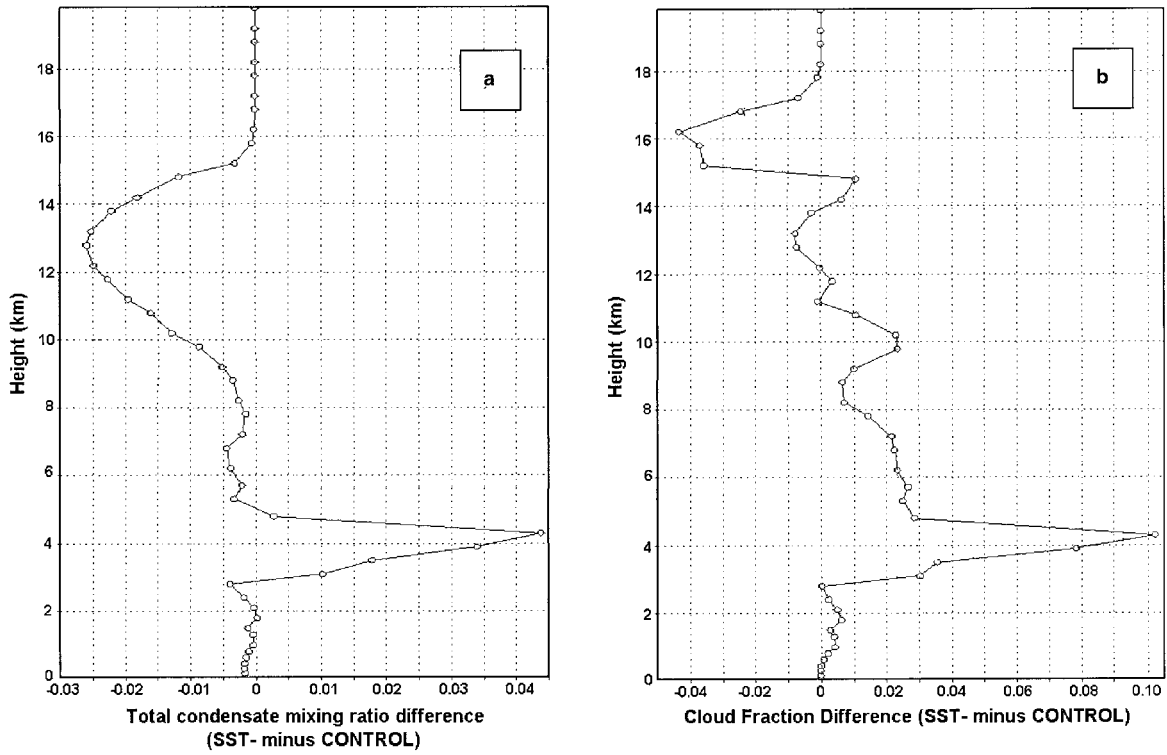 a
Height (km)
18
16
14
12
10
8
6
4
2
0
-0.03 -0.02 -0.01 0 0.01 0.02 0.03 0.04
Total condensate mixing ratio difference
(SST- minus CONTROL)
b
Height (km)
18
16
14
12
10
8
6
4
2
0
-0.04 -0.02 0 0.02 0.04 0.06 0.08 0.10
Cloud Fraction Difference (SST- minus CONTROL)